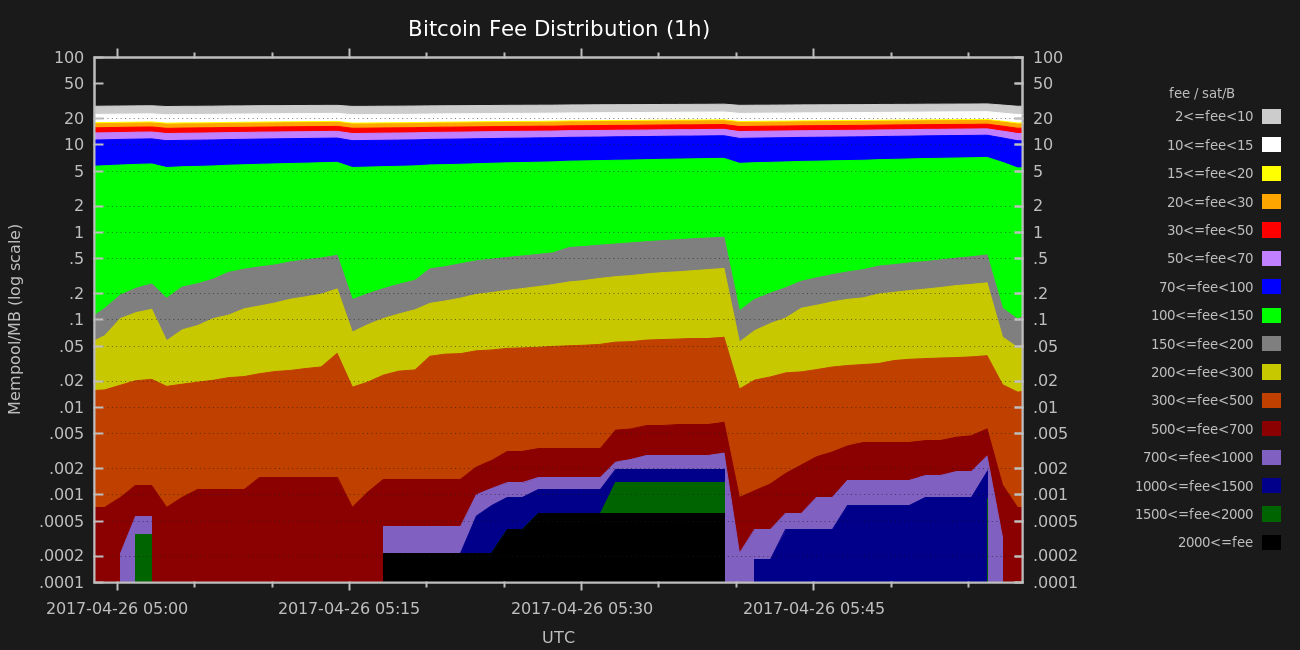 Bitcoin Fee Distribution (1h)
Mempool/MB (log scale)
100
50
20
10
5
2
1
.5
.2
.1
.05
.02
.01
.005
.002
.001
.0005
.0002
.0001
100
50
20
10
5
2
1
.5
.2
.1
.05
.02
.01
.005
.002
.001
.0005
.0002
.0001
2017-04-26 05:00
2017-04-26 05:15
2017-04-26 05:30
2017-04-26 05:45
UTC
fee / sat/B
2<=fee<10
10<=fee<15
15<=fee<20
20<=fee<30
30<=fee<50
50<=fee<70
70<=fee<100
100<=fee<150
150<=fee<200
200<=fee<300
300<=fee<500
500<=fee<700
700<=fee<1000
1000<=fee<1500
1500<=fee<2000
2000<=fee